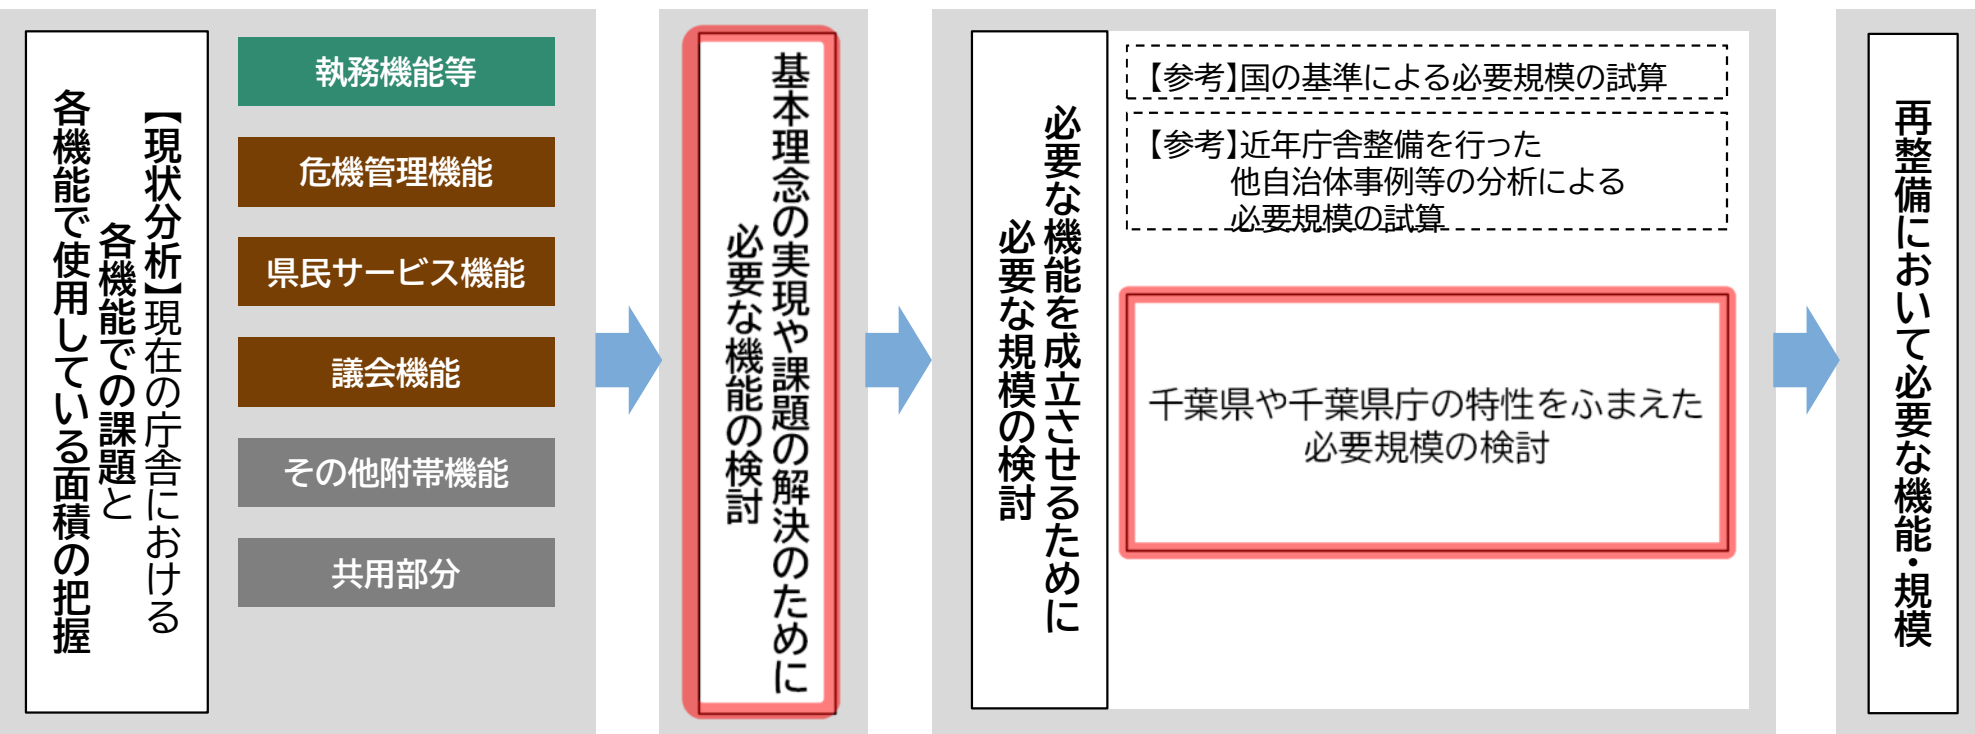 【現状分析】現在の庁舎における
各機能での課題と
各機能で使用している面積の把握
執務機能等
危機管理機能
県民サービス機能
議会機能
その他附帯機能
共用部分
基本理念の実現や課題の解決のために
必要な機能の検討
必要な機能を成立させるために
必要な規模の検討
【参考】国の基準による必要規模の試算
【参考】近年庁舎整備を行った
他自治体事例等の分析による
必要規模の試算
千葉県や千葉県庁の特性をふまえた
必要規模の検討
再整備において必要な機能・規模